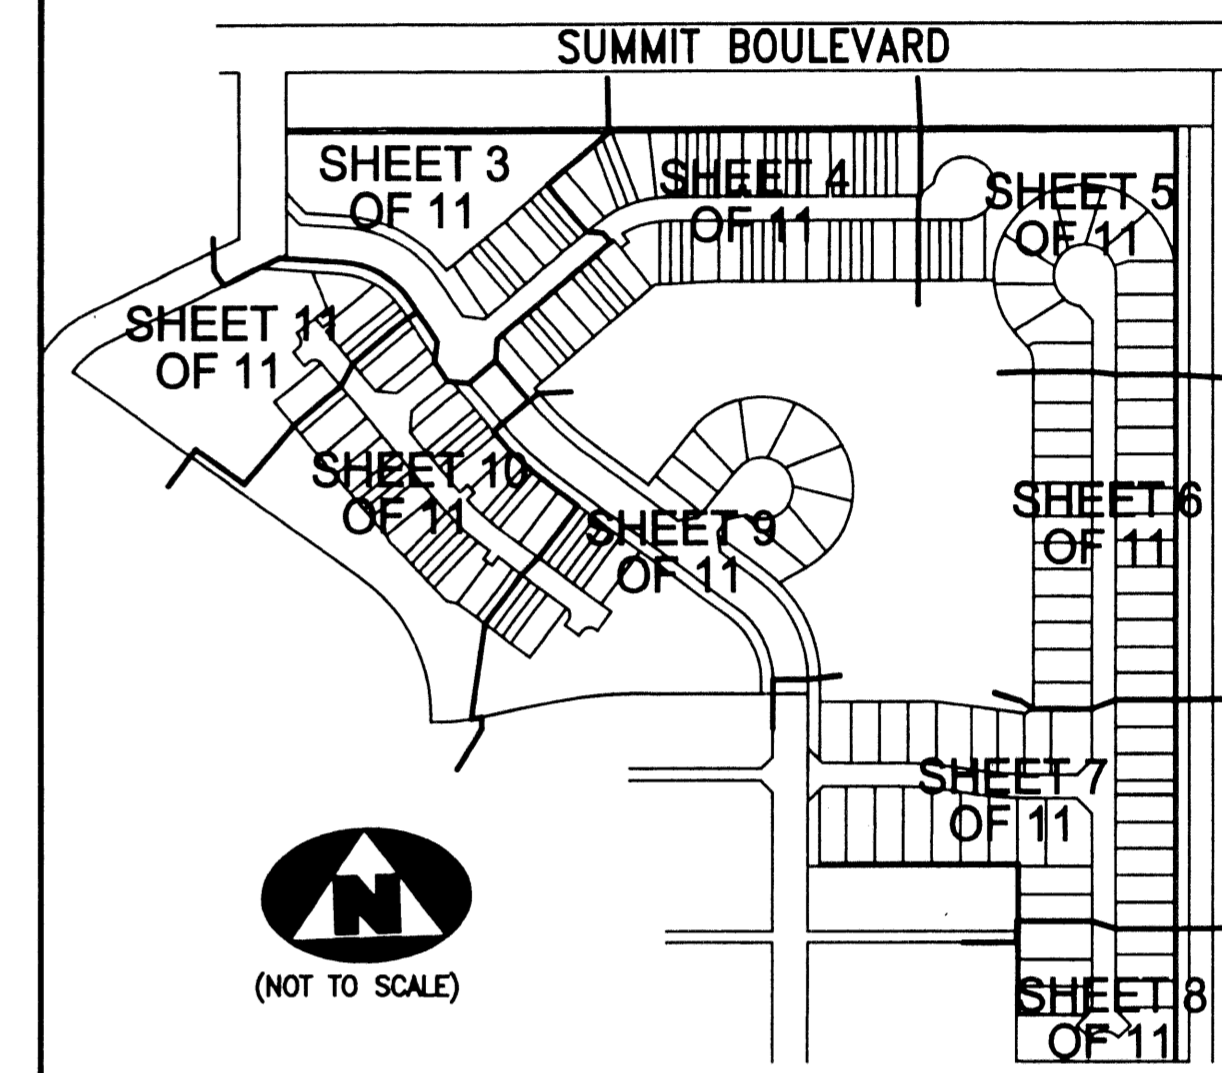 SUMMIT BOULEVARD
SHEET 3
OF 11
SHEET 4
OF 11
SHEET 5
OF 11
SHEET 11
OF 11
SHEET 10
OF 11
SHEET 9
OF 11
SHEET 6
OF 11
SHEET 7
OF 11
SHEET 8
OF 11
N
(NOT TO SCALE)